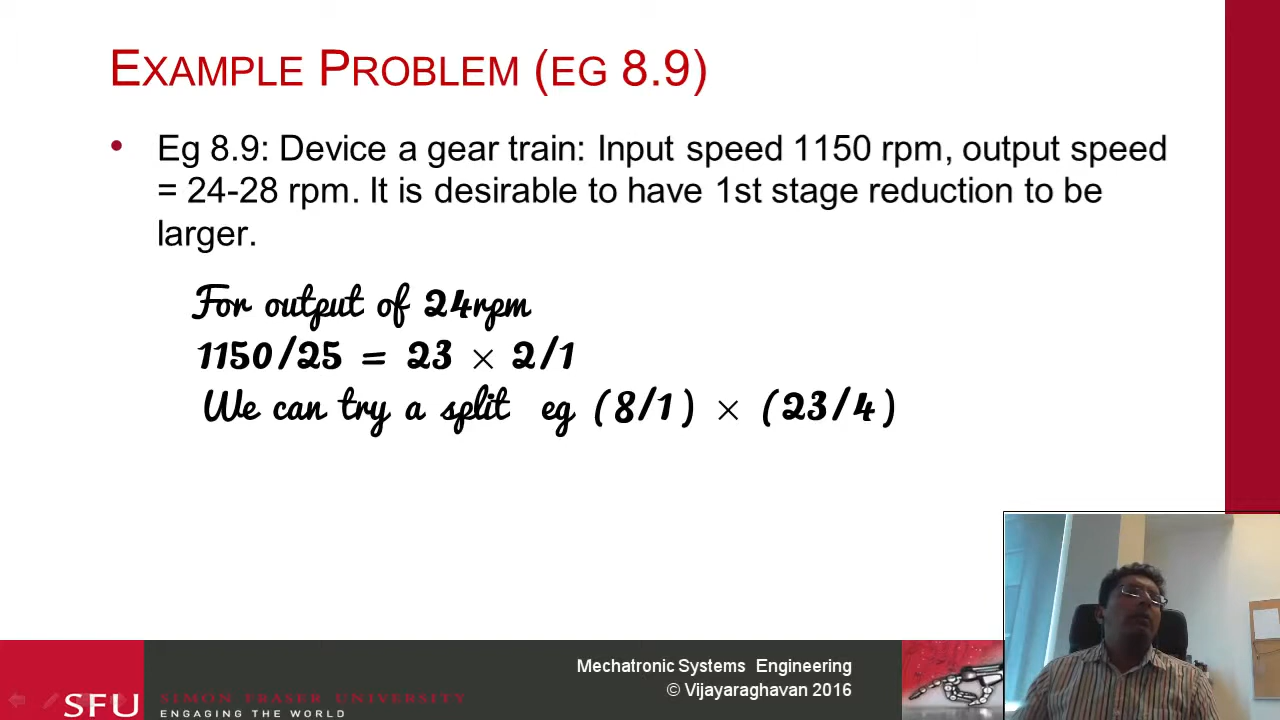 EXAMPLE PROBLEM (EG 8.9)
• Eg 8.9: Device a gear train: Input speed 1150 rpm, output speed
= 24-28 rpm. It is desirable to have 1st stage reduction to be
larger.
For output of 24rpm
1150/25 = 23 × 2/1
We can try a split eg (8/1) × (23/4)
Mechatronic Systems Engineering
© Vijayaraghavan 2016
SFU
SIMON FRASER UNIVERSITY
ENGAGING THE WORLD